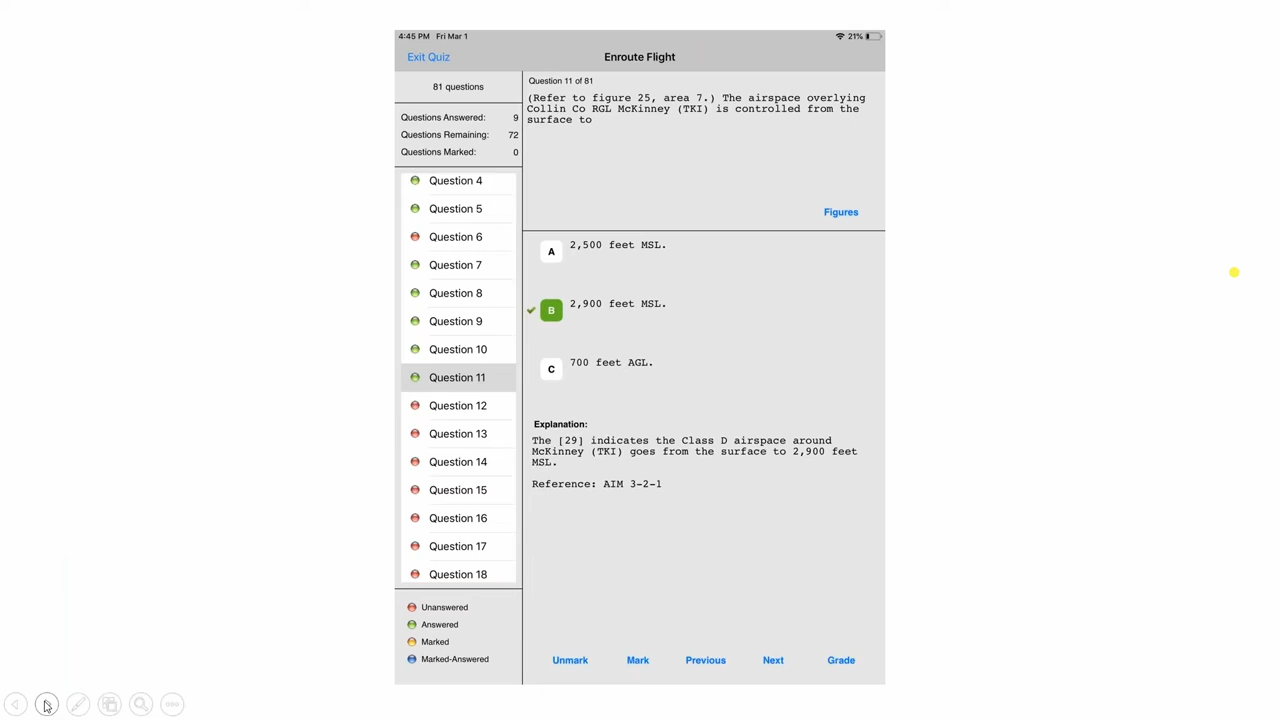 4:45 PM Fri Mar 1
21%
Exit Quiz
Enroute Flight
81 questions
Questions Answered: 9
Questions Remaining: 72
Questions Marked: 0
Question 4
Question 5
Question 6
Question 7
Question 8
Question 9
Question 10
Question 11
Question 12
Question 13
Question 14
Question 15
Question 16
Question 17
Question 18
Unanswered
Answered
Marked
Marked-Answered
Question 11 of 81
(Refer to figure 25, area 7.) The airspace overlying
Collin Co RGL McKinney (TKI) is controlled from the
surface to
Figures
A 2,500 feet MSL.
B 2,900 feet MSL.
C 700 feet AGL.
Explanation:
The [29] indicates the Class D airspace around
McKinney (TKI) goes from the surface to 2,900 feet
MSL.
Reference: AIM 3-2-1
Unmark Mark Previous Next Grade